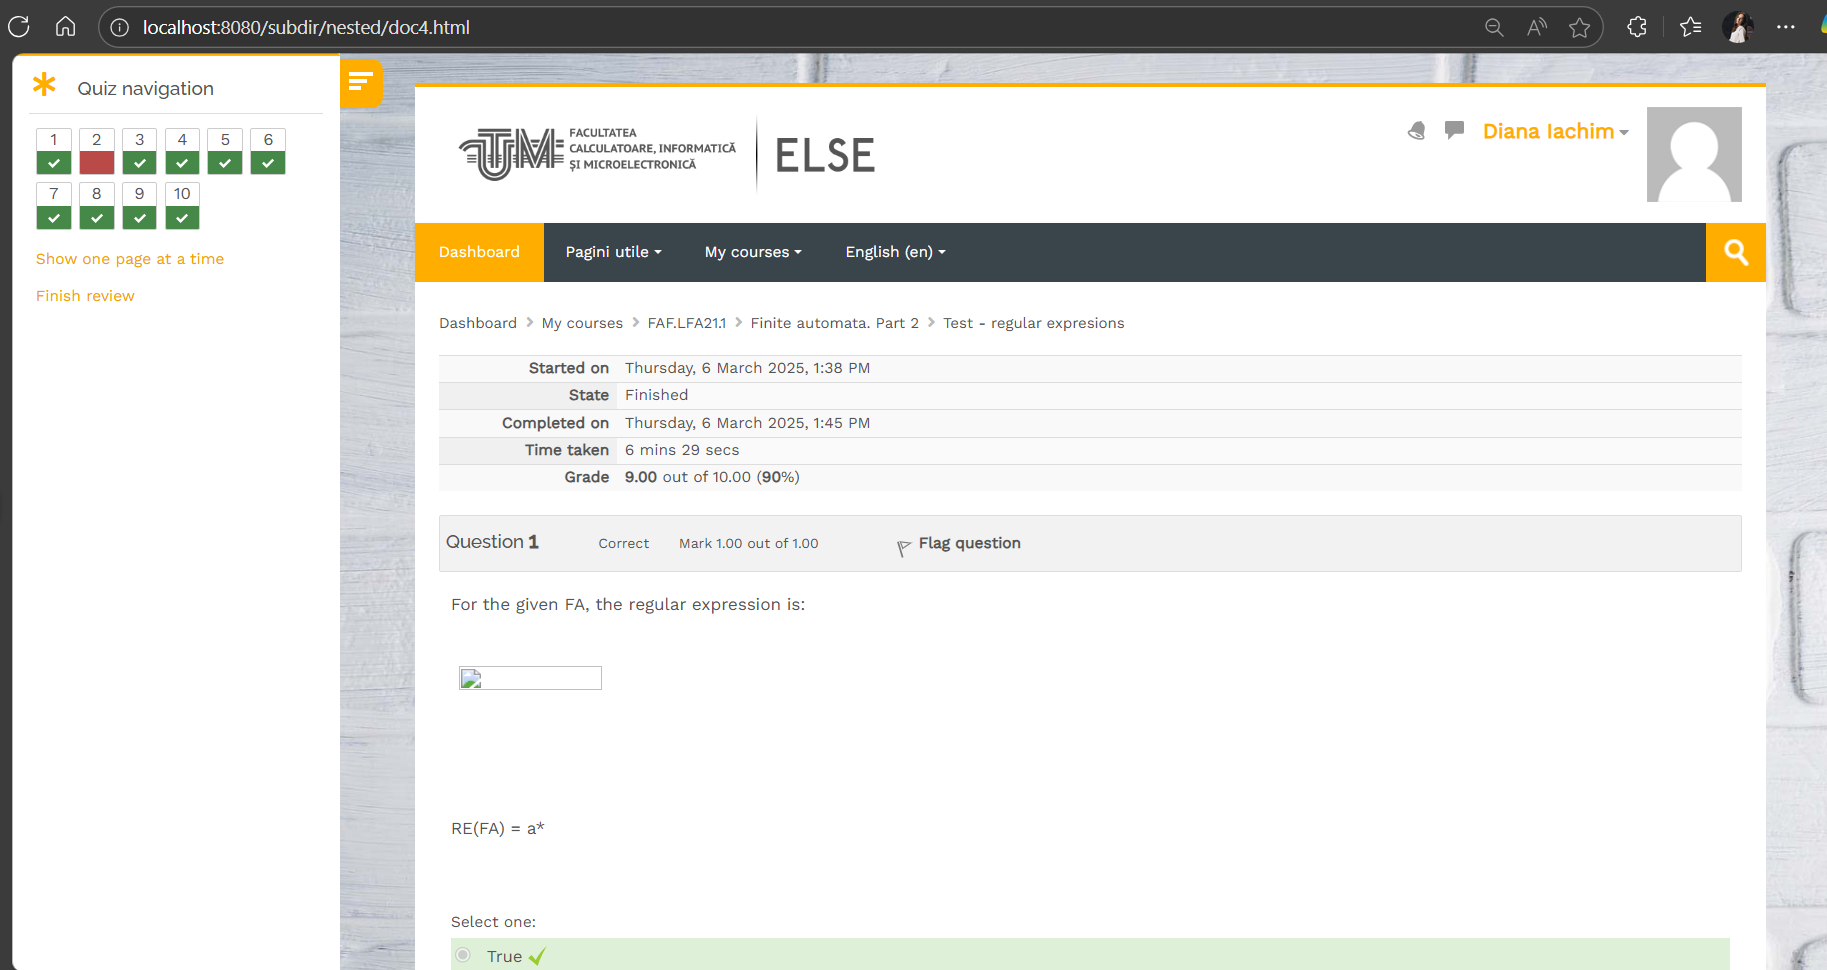 localhost:8080/subdir/nested/doc4.html
Quiz navigation
1 2 3 4 5 6
7 8 9 10
Show one page at a time
Finish review
UTM
FACULTATEA
CALCULATOARE, INFORMATICĂ
ȘI MICROELECTRONICĂ
ELSE
Diana Iachim
Dashboard Pagini utile My courses English (en)
Dashboard My courses FAF.LFA21.1 Finite automata. Part 2 Test - regular expresions
Started on Thursday, 6 March 2025, 1:38 PM
State Finished
Completed on Thursday, 6 March 2025, 1:45 PM
Time taken 6 mins 29 secs
Grade 9.00 out of 10.00 (90%)
Question 1 Correct Mark 1.00 out of 1.00 Flag question
For the given FA, the regular expression is:
RE(FA) = a*
Select one:
True